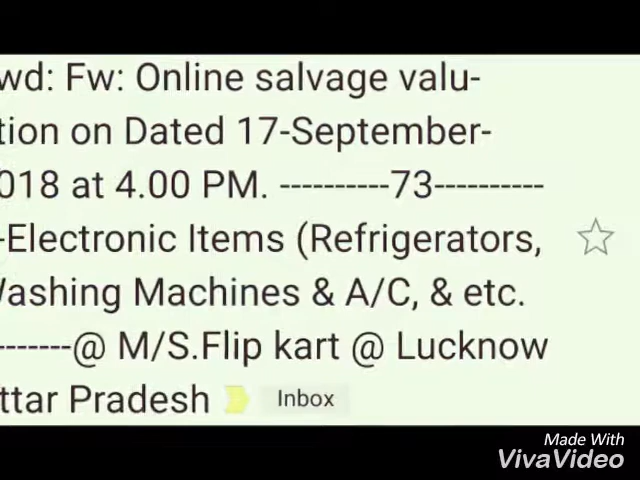 wd: Fw: Online salvage valu-
tion on Dated 17-September-
018 at 4.00 PM. ----------73----------
-Electronic Items (Refrigerators,
ashing Machines & A/C, & etc.
-------@ M/S.Flip kart @ Lucknow
ttar Pradesh Inbox
Made With
VivaVideo